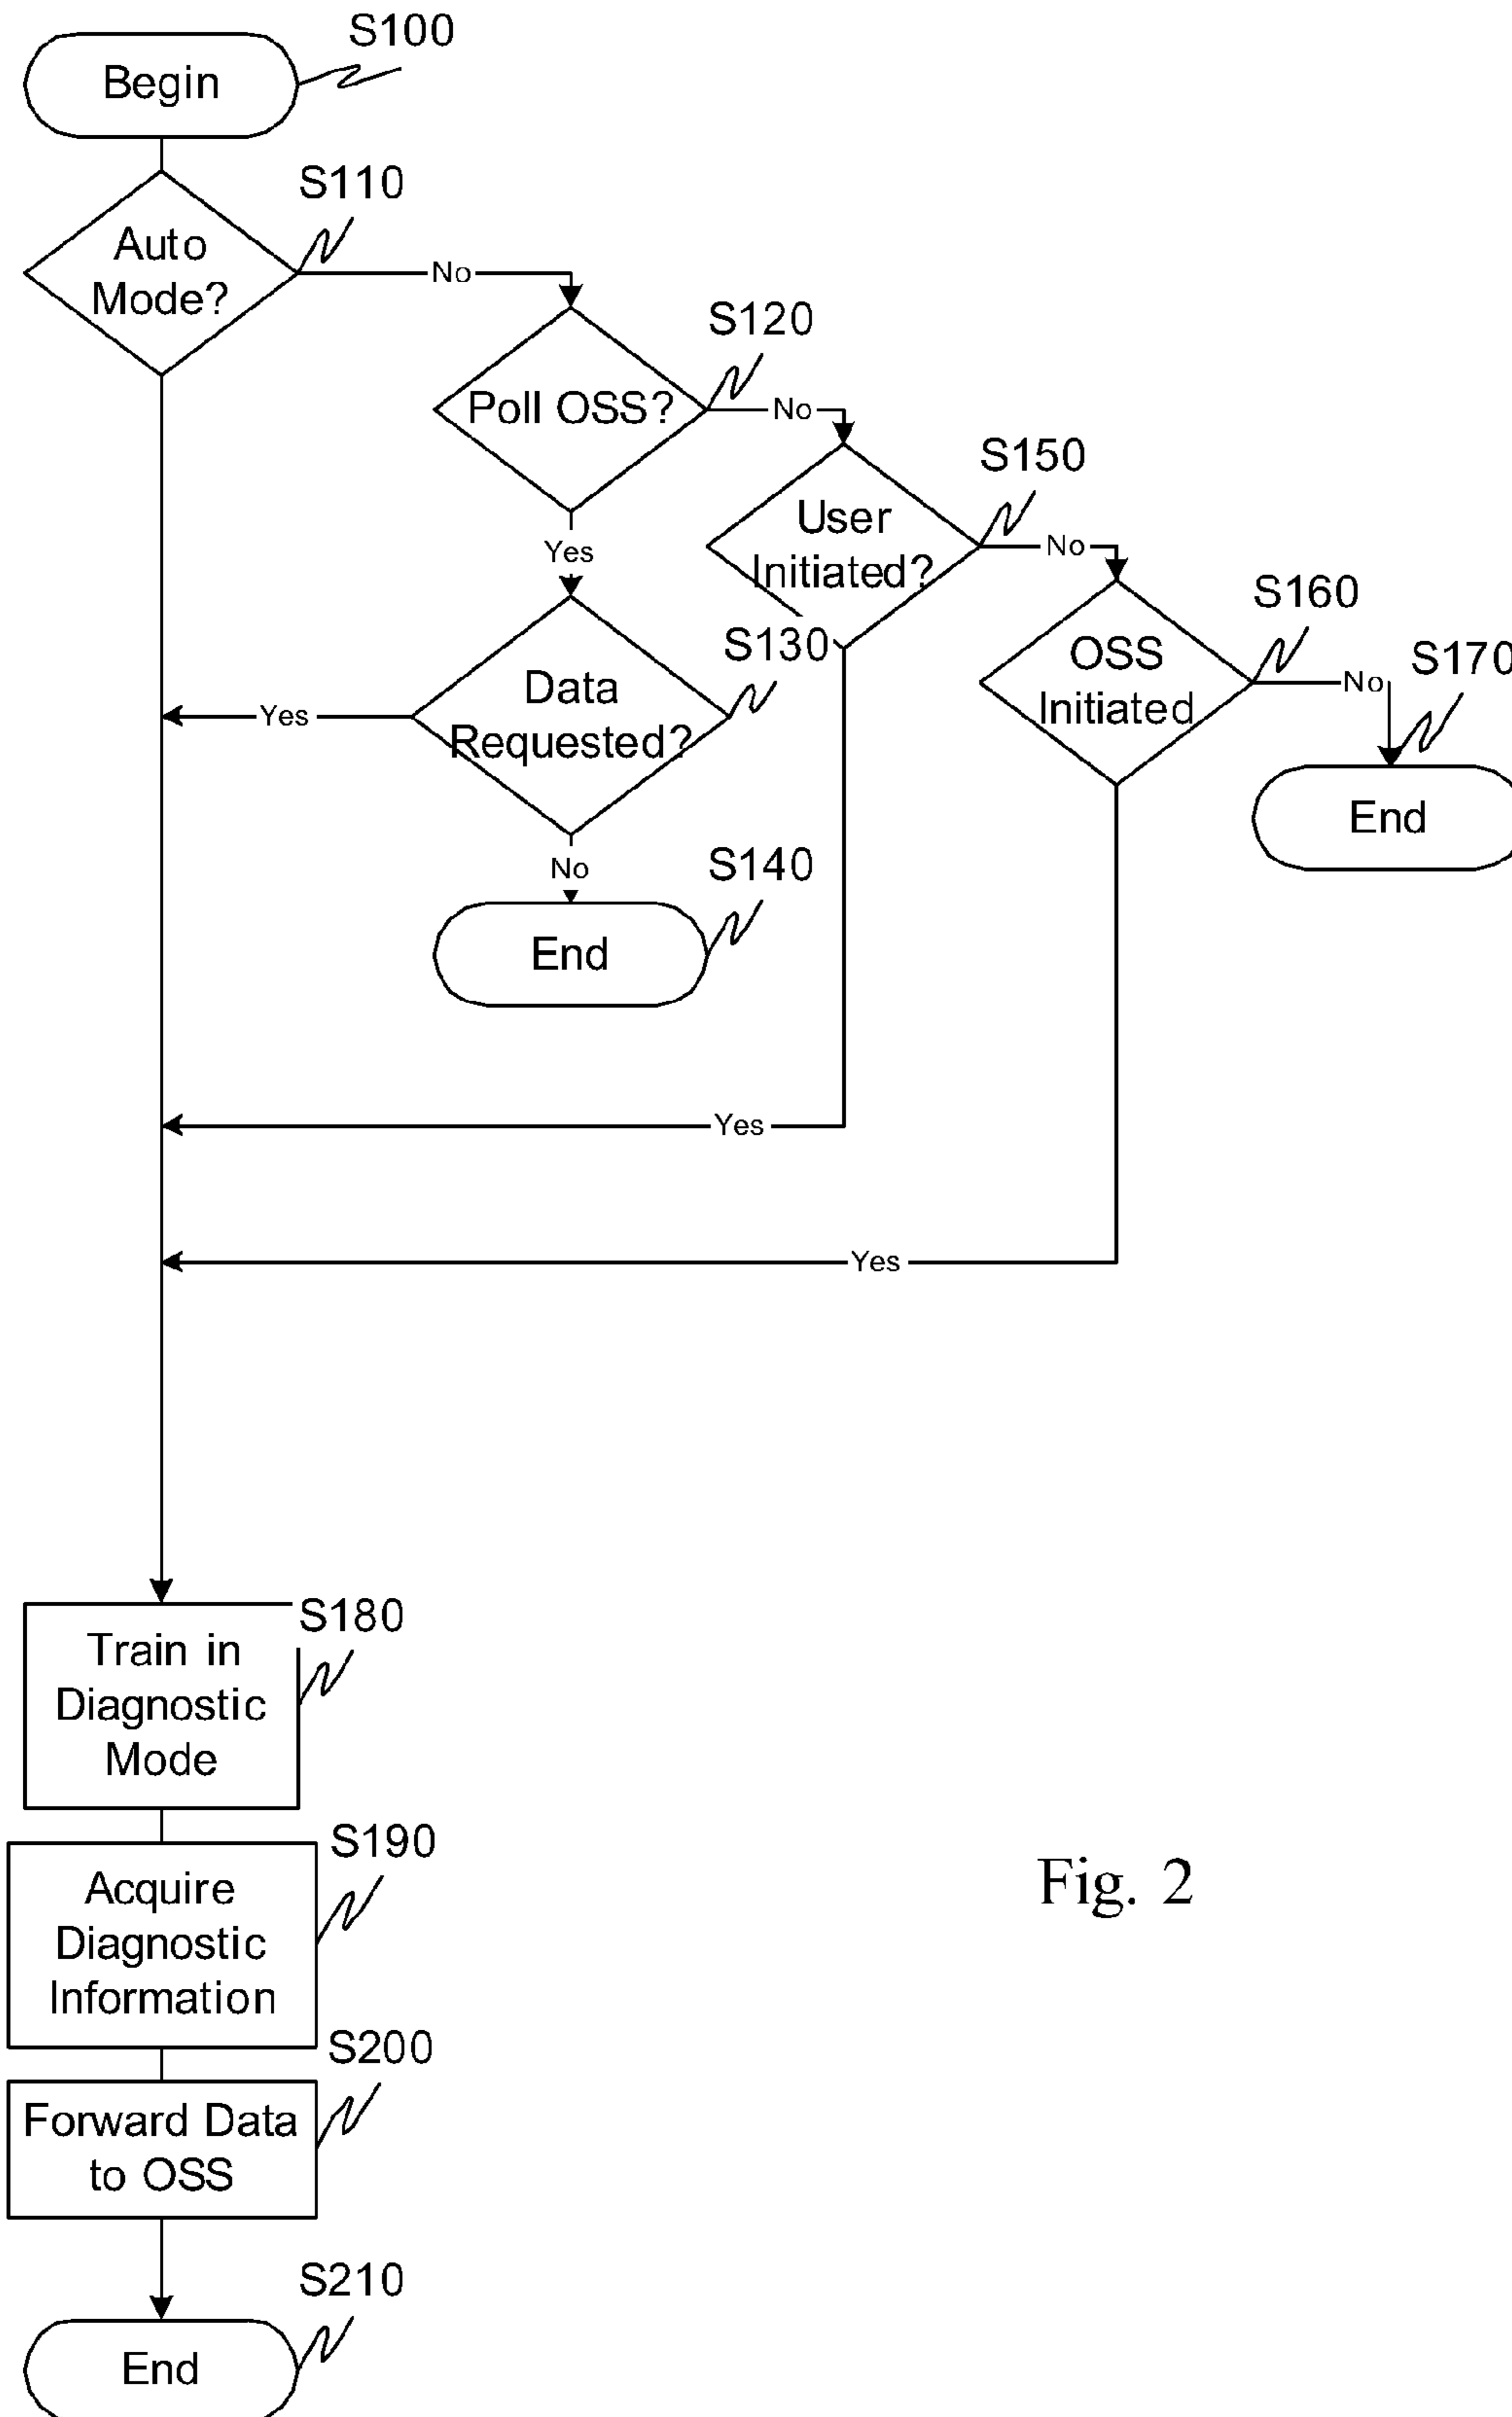 S100
Begin
S110
Auto
Mode?
No
S120
Poll OSS?
No
S150
User
Initiated?
No
Yes
S160
OSS
Initiated
No
S170
End
S130
Data
Requested?
Yes
No
S140
End
Yes
Yes
S180
Train in
Diagnostic
Mode
S190
Acquire
Diagnostic
Information
Fig. 2
S200
Forward Data
to OSS
S210
End